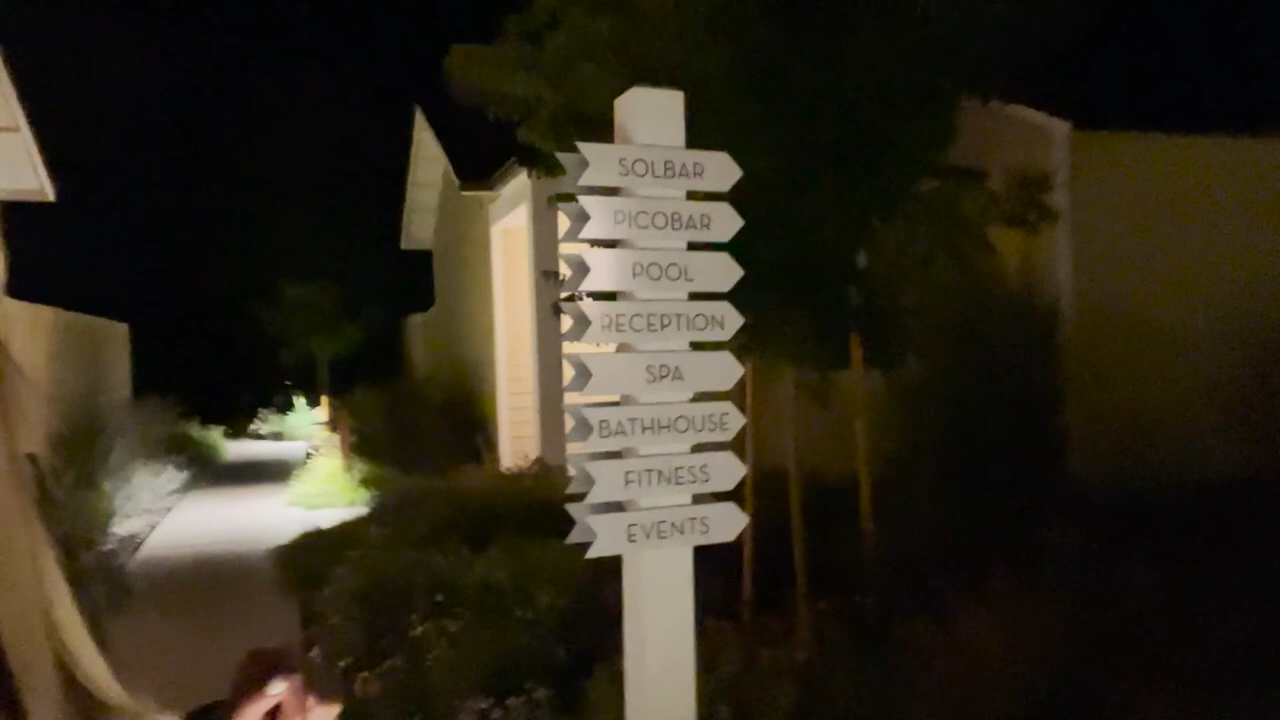 SOLBAR
PICOBAR
POOL
RECEPTION
SPA
BATHHOUSE
FITNESS
EVENTS